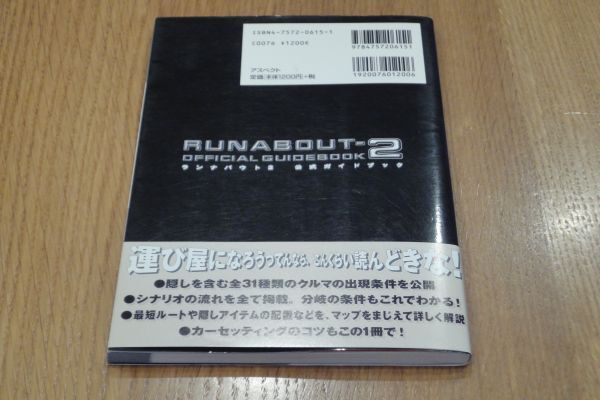 ISBN4-7572-0615-1
C0076 ¥1200E
アスペクト
定価:本体1200円+税
9784757206151
1920076012006
RUNABOUT-2
OFFICIAL GUIDEBOOK
ランナバウト2 公式ガイドブック
運び屋になろうってんなら、こんくらい読んどきな!
●隠しを含む全31種類のクルマの出現条件を公開
●シナリオの流れを全て掲載。分岐の条件もこれでわかる!
●最短ルートや隠しアイテムの配置などを、マップをまじえて詳しく解説
●カーセッティングのコツもこの1冊で!